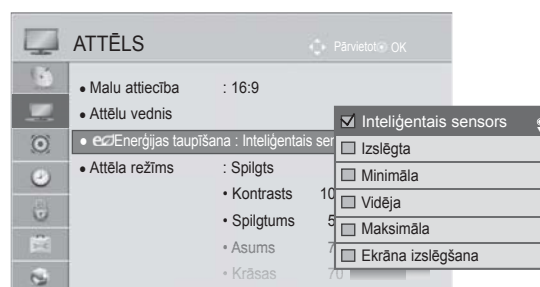 ATTĒLS
Pārvietot OK
• Malu attiecība : 16:9
• Attēlu vednis
• Enerģijas taupīšana : Inteliģentais ser
• Attēla režīms : Spilgts
• Kontrasts 10
• Spilgtums 5
• Asums 7
• Krāsas 70
Inteliģentais sensors
Izslēgta
Minimāla
Vidēja
Maksimāla
Ekrāna izslēgšana